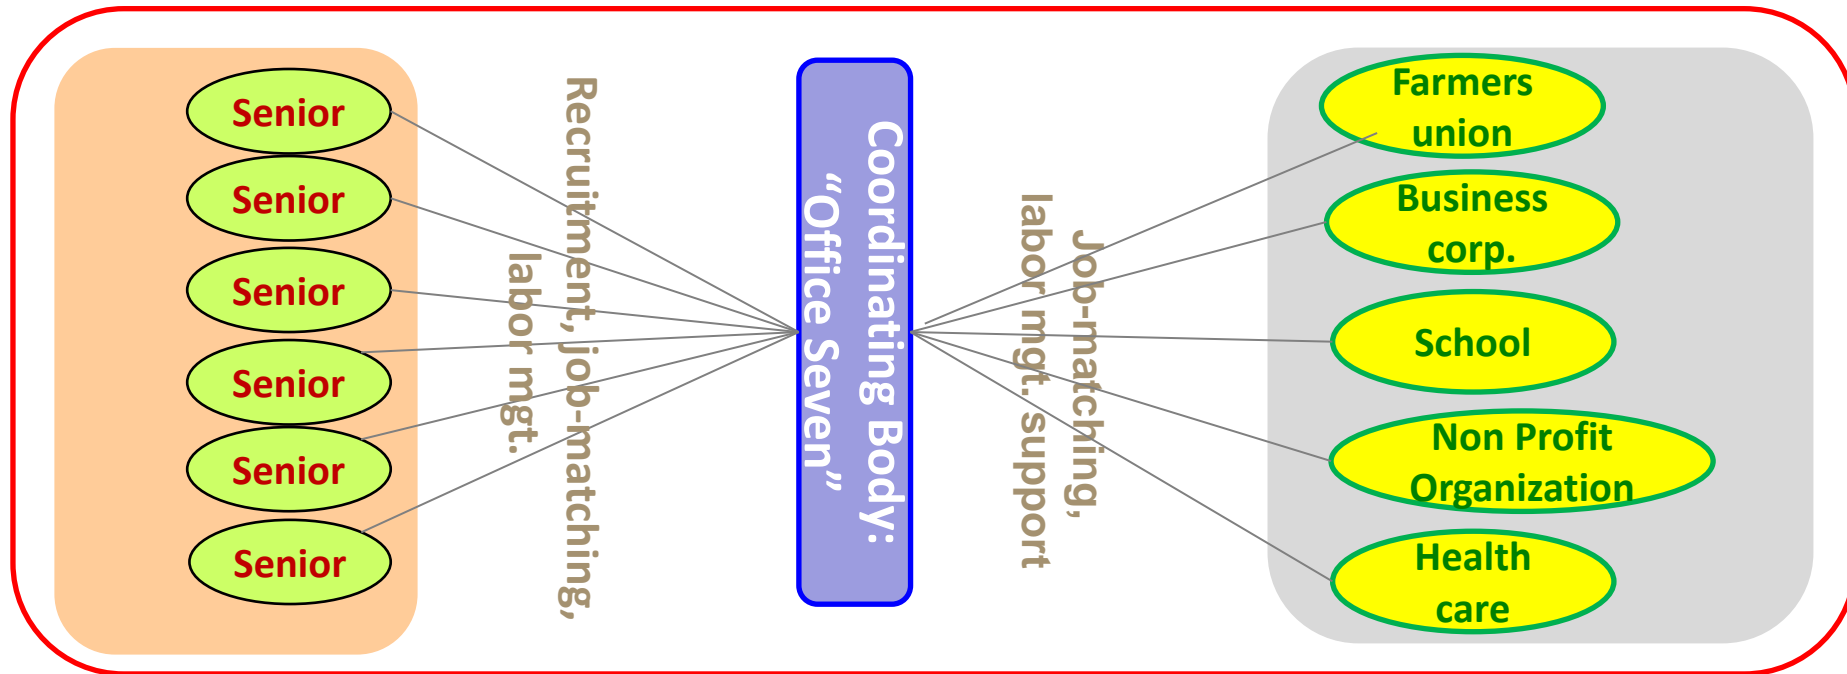 Senior
Senior
Senior
Senior
Senior
Senior
Recruitment, job-matching,
labor mgt.
Coordinating Body:
“Office Seven”
Job-matchling,
labor mgt. support
Farmers
union
Business
corp.
School
Non Profit
Organization
Health
care